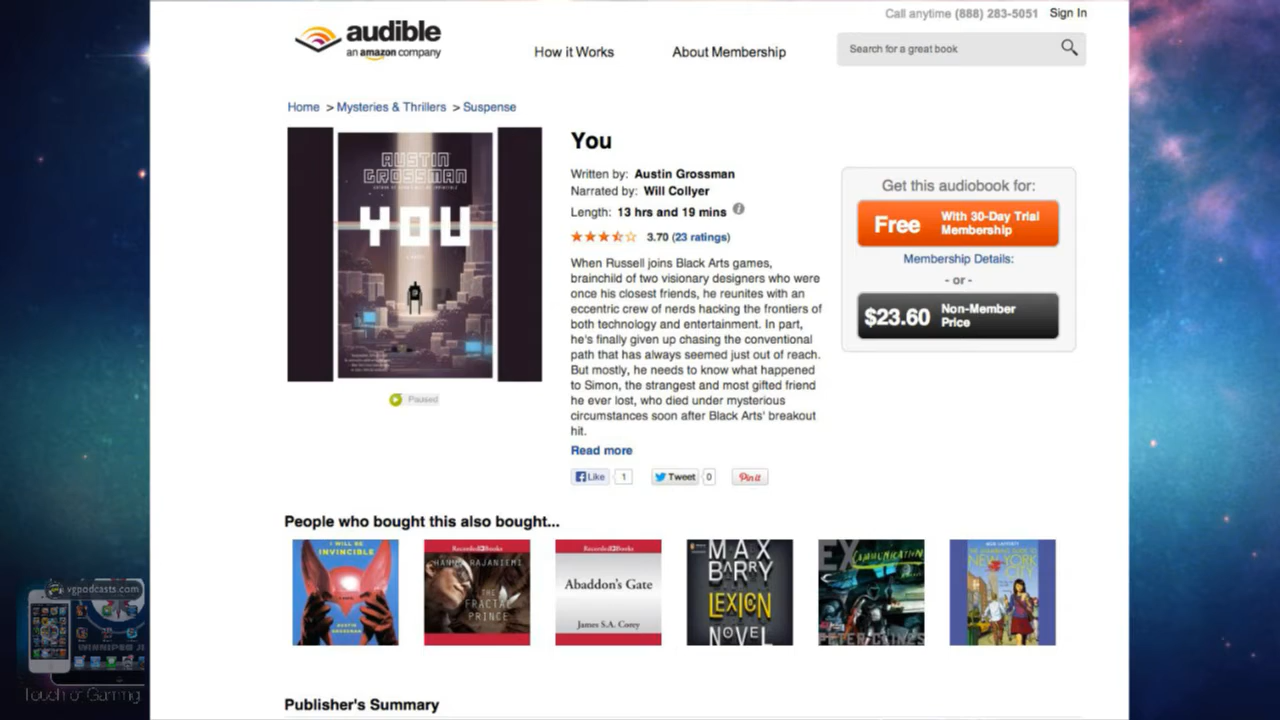 Call anytime (888) 283-5051 Sign In
audible
an amazon company
How it Works
About Membership
Search for a great book
Home > Mysteries & Thrillers > Suspense
AUSTIN
GROSSMAN
YOU
Paused
You
Written by: Austin Grossman
Narrated by: Will Collyer
Length: 13 hrs and 19 mins
3.70 (23 ratings)
When Russell joins Black Arts games,
brainchild of two visionary designers who were
once his closest friends, he reunites with an
eccentric crew of nerds hacking the frontiers of
both technology and entertainment. In part,
he's finally given up chasing the conventional
path that has always seemed just out of reach.
But mostly, he needs to know what happened
to Simon, the strangest and most gifted friend
he ever lost, who died under mysterious
circumstances soon after Black Arts' breakout
hit.
Read more
Like 1
Tweet 0
Pin it
Get this audiobook for:
Free With 30-Day Trial
Membership
Membership Details:
- or -
$23.60 Non-Member
Price
People who bought this also bought...
I WILL BE
INVINCIBLE
AUSTIN
GROSSMAN
Recorded Books
HANNU RAJANIEMI
THE
FRACTAL
PRINCE
Recorded Books
Abaddon's Gate
James S.A. Corey
MAX
BARRY
LEXICON
NOVEL
EX
COMMUNICATION
PETER CLINES
NEW YORK
CITY
vgpodcasts.com
WINNIPEG
Touch of Gaming
Publisher's Summary